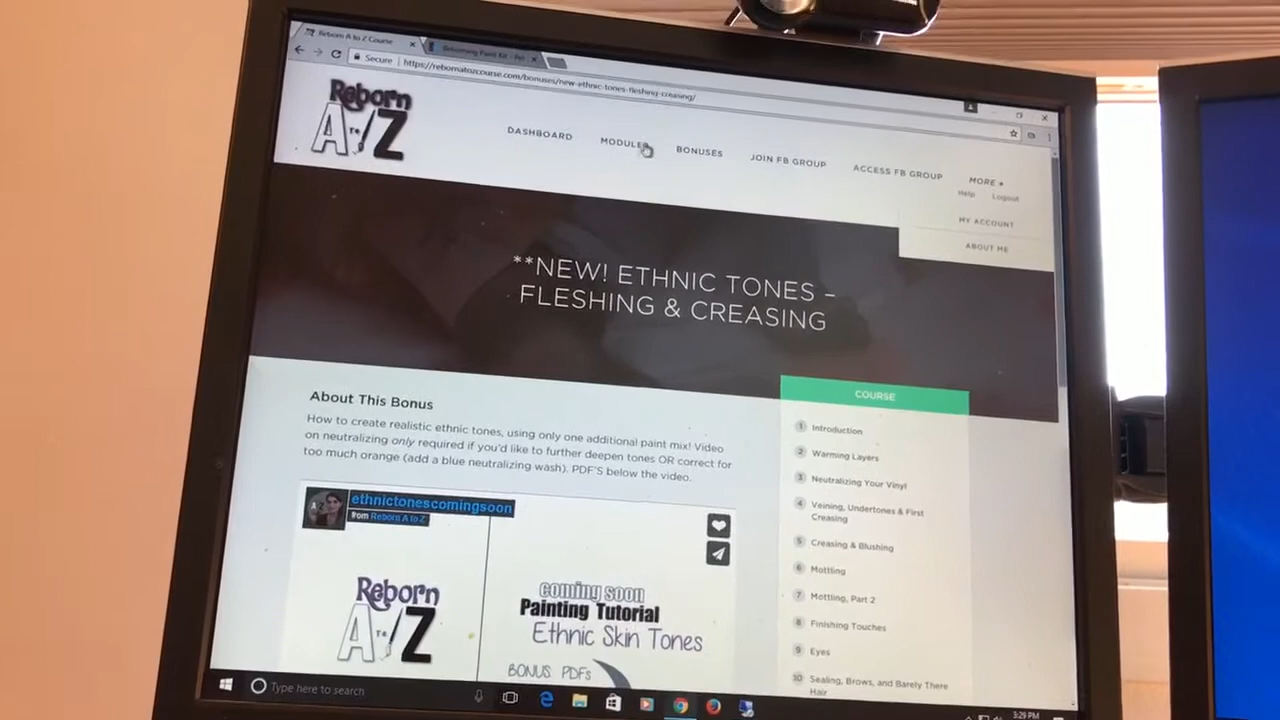 Reborn A to Z Course
Rebornning Paint Kit
Secure https://rebornatozcourse.com/bonuses/new-ethnic-tones-fleshing-creasing/
Reborn
A TO Z
DASHBOARD
MODULES
BONUSES
JOIN FB GROUP
ACCESS FB GROUP
MORE +
Help Logout
MY ACCOUNT
ABOUT ME
**NEW! ETHNIC TONES –
FLESHING & CREASING
About This Bonus
How to create realistic ethnic tones, using only one additional paint mix! Video
on neutralizing only required if you'd like to further deepen tones OR correct for
too much orange (add a blue neutralizing wash). PDF'S below the video.
ethnictonescomingsoon
from Reborn A to Z
Reborn
A TO Z
coming soon
Painting Tutorial
Ethnic Skin Tones
BONUS PDFs
COURSE
1 Introduction
2 Warming Layers
3 Neutralizing Your Vinyl
4 Veining, Undertones & First
Creasing
5 Creasing & Blushing
6 Mottling
7 Mottling, Part 2
8 Finishing Touches
9 Eyes
10 Sealing, Brows, and Barely There
Hair
Type here to search
3:29 PM